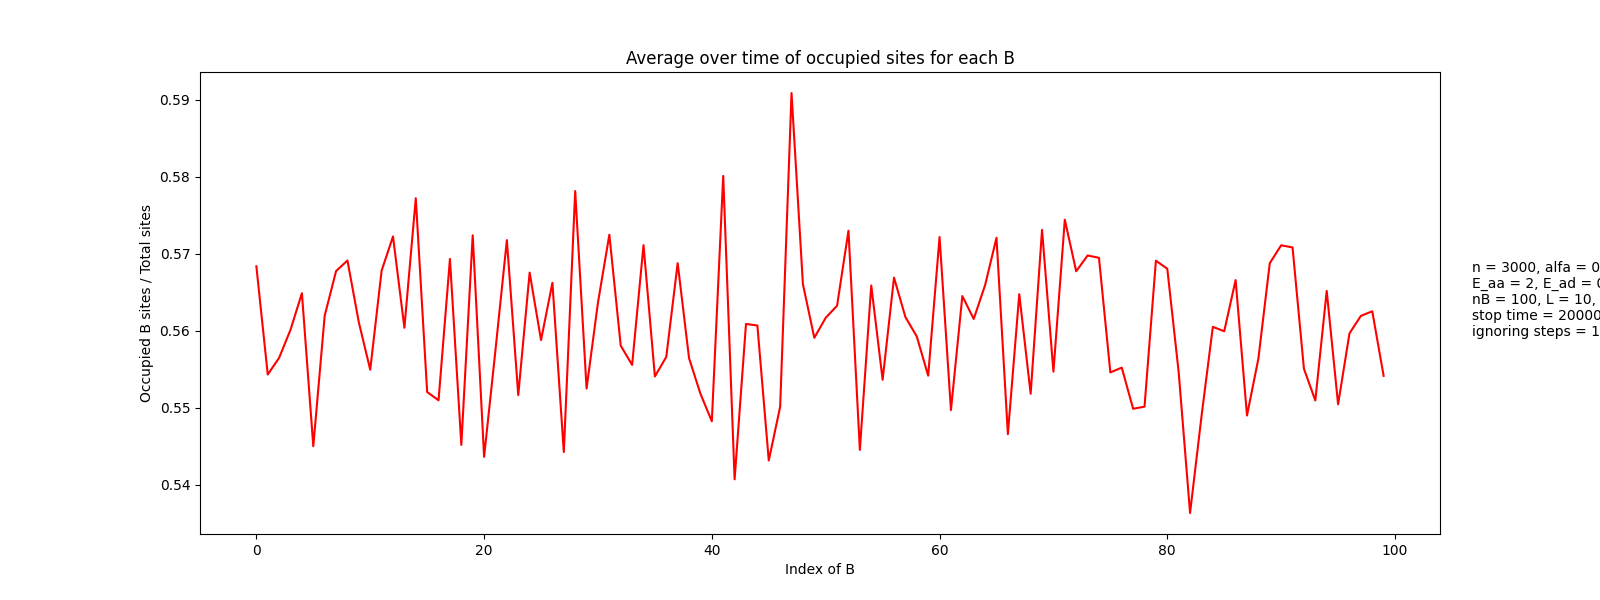 Average over time of occupied sites for each B
Occupied B sites / Total sites
0.59
0.58
0.57
0.56
0.55
0.54
0
20
40
60
80
100
Index of B
n = 3000, alfa = 0
E_aa = 2, E_ad = 0
nB = 100, L = 10,
stop time = 20000
ignoring steps = 1